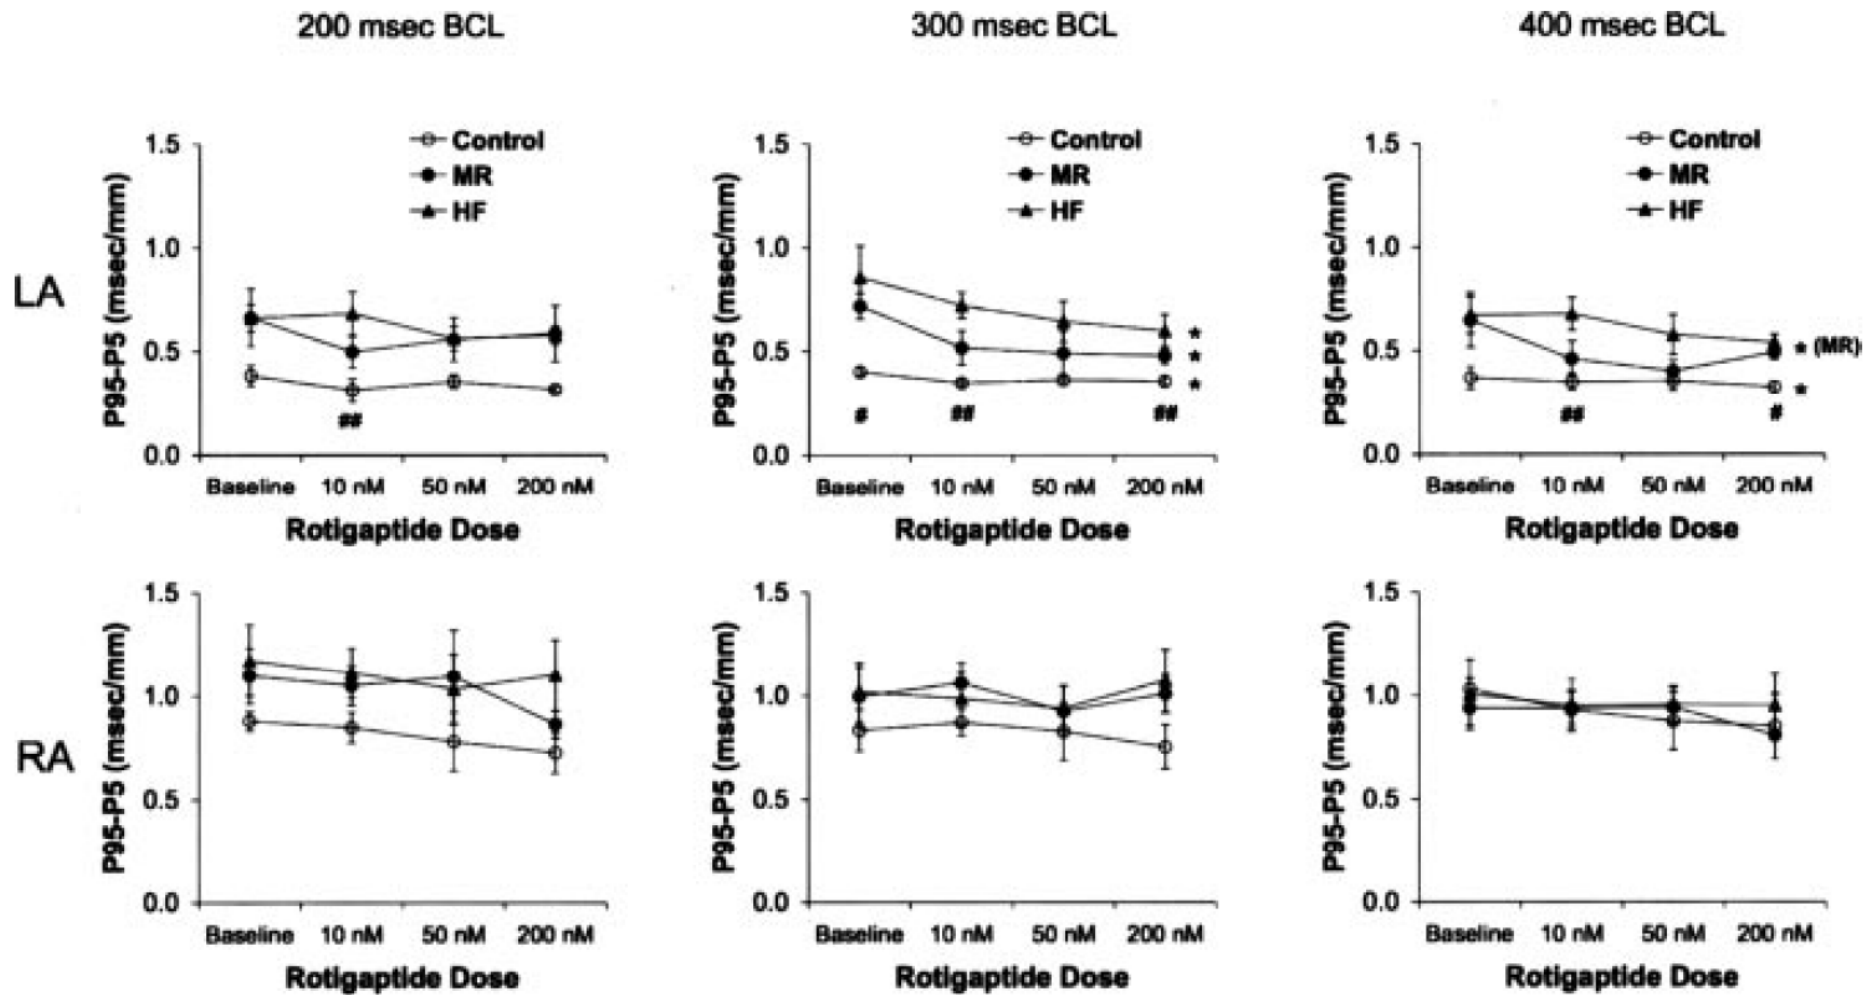 200 msec BCL
300 msec BCL
400 msec BCL
LA
P95-P5 (msec/mm)
1.5
1.0
0.5
0.0
Control
MR
HF
##
Baseline 10 nM 50 nM 200 nM
Rotigaptide Dose
P95-P5 (msec/mm)
1.5
1.0
0.5
0.0
Control
MR
HF
*
*
*
# ## ##
Baseline 10 nM 50 nM 200 nM
Rotigaptide Dose
P95-P5 (msec/mm)
1.5
1.0
0.5
0.0
Control
MR
HF
* (MR)
*
## #
Baseline 10 nM 50 nM 200 nM
Rotigaptide Dose
RA
P95-P5 (msec/mm)
1.5
1.0
0.5
0.0
Baseline 10 nM 50 nM 200 nM
Rotigaptide Dose
P95-P5 (msec/mm)
1.5
1.0
0.5
0.0
Baseline 10 nM 50 nM 200 nM
Rotigaptide Dose
P95-P5 (msec/mm)
1.5
1.0
0.5
0.0
Baseline 10 nM 50 nM 200 nM
Rotigaptide Dose